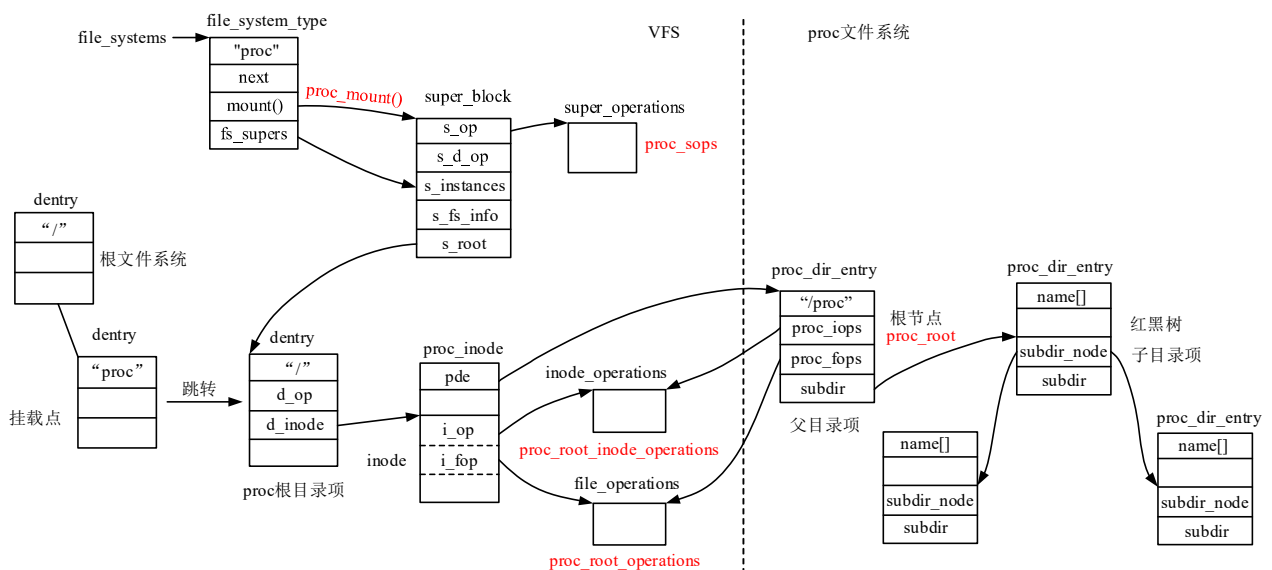 file_system_type
file_systems
"proc"
next
mount()
fs_supers
proc_mount()
VFS
proc文件系统
super_block
s_op
s_d_op
s_instances
s_fs_info
s_root
super_operations
proc_sops
dentry
“/”
根文件系统
dentry
“proc”
挂载点
跳转
dentry
“/”
d_op
d_inode
proc根目录项
proc_inode
pde
i_op
i_fop
inode
inode_operations
proc_root_inode_operations
file_operations
proc_root_operations
proc_dir_entry
“/proc”
proc_iops
proc_fops
subdir
父目录项
根节点
proc_root
proc_dir_entry
name[]
subdir_node
subdir
红黑树
子目录项
name[]
subdir_node
subdir
proc_dir_entry
name[]
subdir_node
subdir